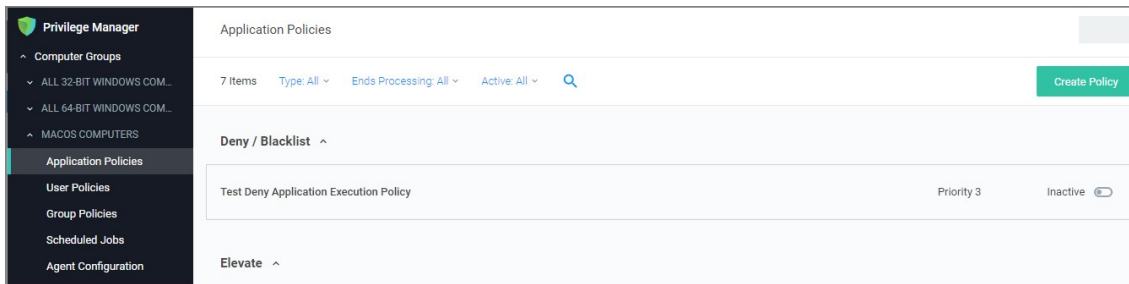 Privilege Manager
Computer Groups
ALL 32-BIT WINDOWS COM...
ALL 64-BIT WINDOWS COM...
MACOS COMPUTERS
Application Policies
User Policies
Group Policies
Scheduled Jobs
Agent Configuration
Application Policies
7 Items Type: All Ends Processing: All Active: All
Create Policy
Deny / Blacklist
Test Deny Application Execution Policy Priority 3 Inactive
Elevate